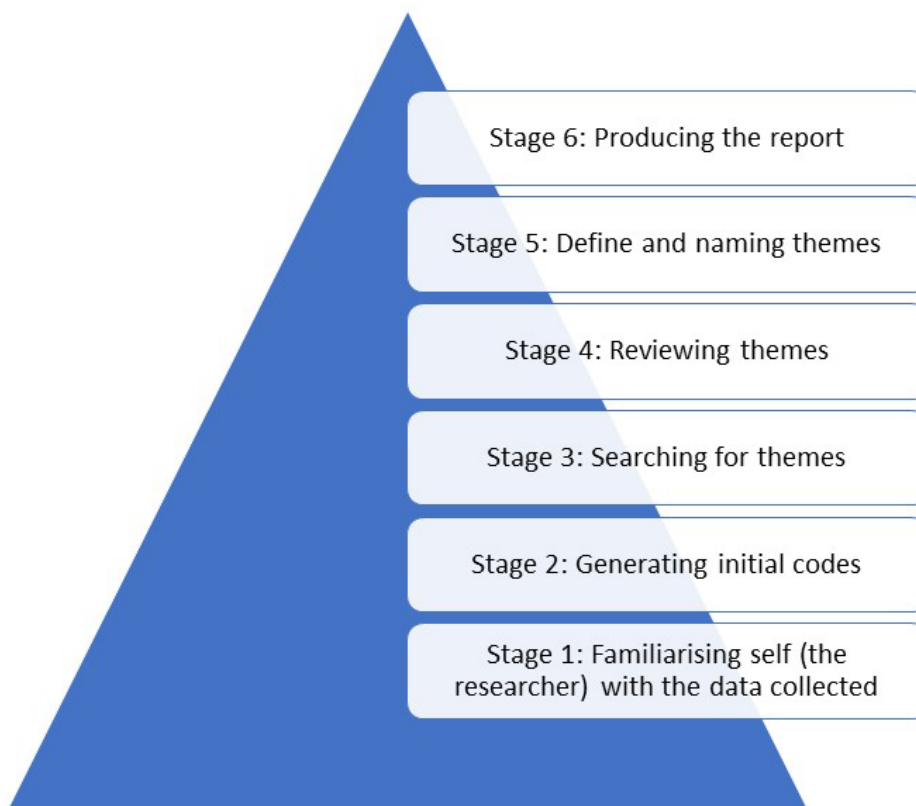 Stage 6: Producing the report
Stage 5: Define and naming themes
Stage 4: Reviewing themes
Stage 3: Searching for themes
Stage 2: Generating initial codes
Stage 1: Familiarising self (the
researcher) with the data collected